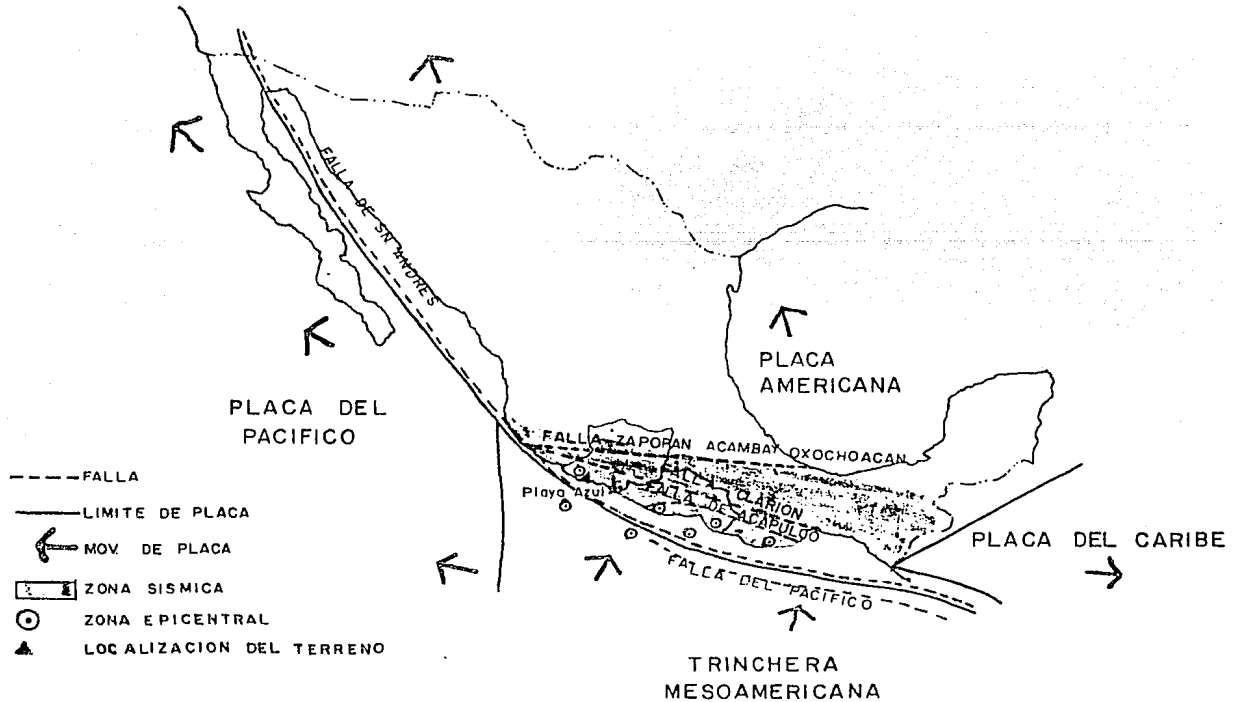 FALLA DE SN ANDRES
PLACA
AMERICANA
PLACA DEL
PACIFICO
FALLA ZAPORAN ACAMBAY OXOCHOACAN
FALLA CLARION
FALLA DE ACAPULCO
Playa Azul
FALLA DEL PACIFICO
PLACA DEL CARIBE
TRINCHERA
MESOAMERICANA
FALLA
LIMITE DE PLACA
MOV. DE PLACA
ZONA SISMICA
ZONA EPICENTRAL
LOCALIZACION DEL TERRENO